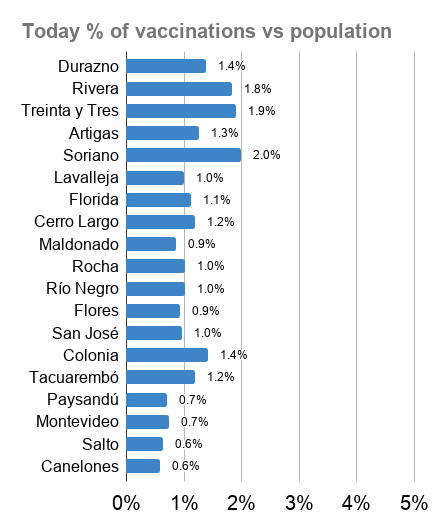 Today % of vaccinations vs population
Durazno 1.4%
Rivera 1.8%
Treinta y Tres 1.9%
Artigas 1.3%
Soriano 2.0%
Lavalleja 1.0%
Florida 1.1%
Cerro Largo 1.2%
Maldonado 0.9%
Rocha 1.0%
Río Negro 1.0%
Flores 0.9%
San José 1.0%
Colonia 1.4%
Tacuarembó 1.2%
Paysandú 0.7%
Montevideo 0.7%
Salto 0.6%
Canelones 0.6%
0% 1% 2% 3% 4% 5%